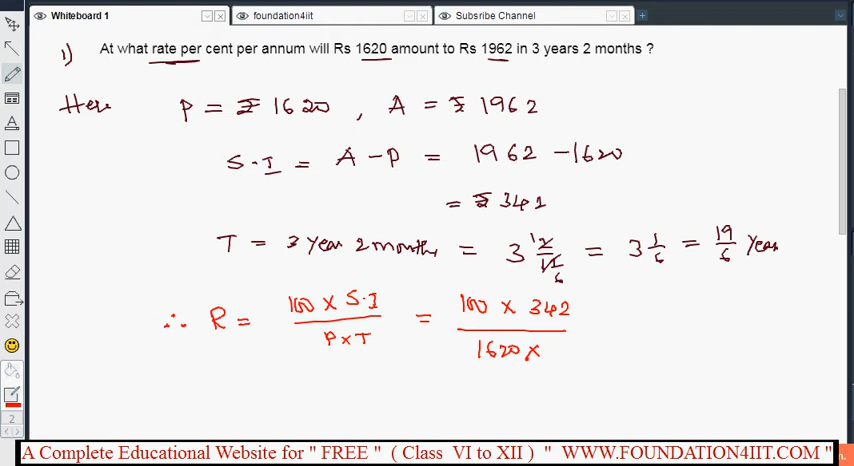 Whiteboard 1 foundation4iit Subsribe Channel
1) At what rate per cent per annum will Rs 1620 amount to Rs 1962 in 3 years 2 months ?
Here P = ₹ 1620 , A = ₹ 1962
S.I = A - P = 1962 - 1620
= ₹ 342
T = 3 year 2 months = 3 2/12 = 3 1/6 = 19/6 Years
∴ R = 100 × S.I / P × T = 100 × 342 / 1620 ×
2
A Complete Educational Website for " FREE " ( Class VI to XII ) " WWW.FOUNDATION4IIT.COM "